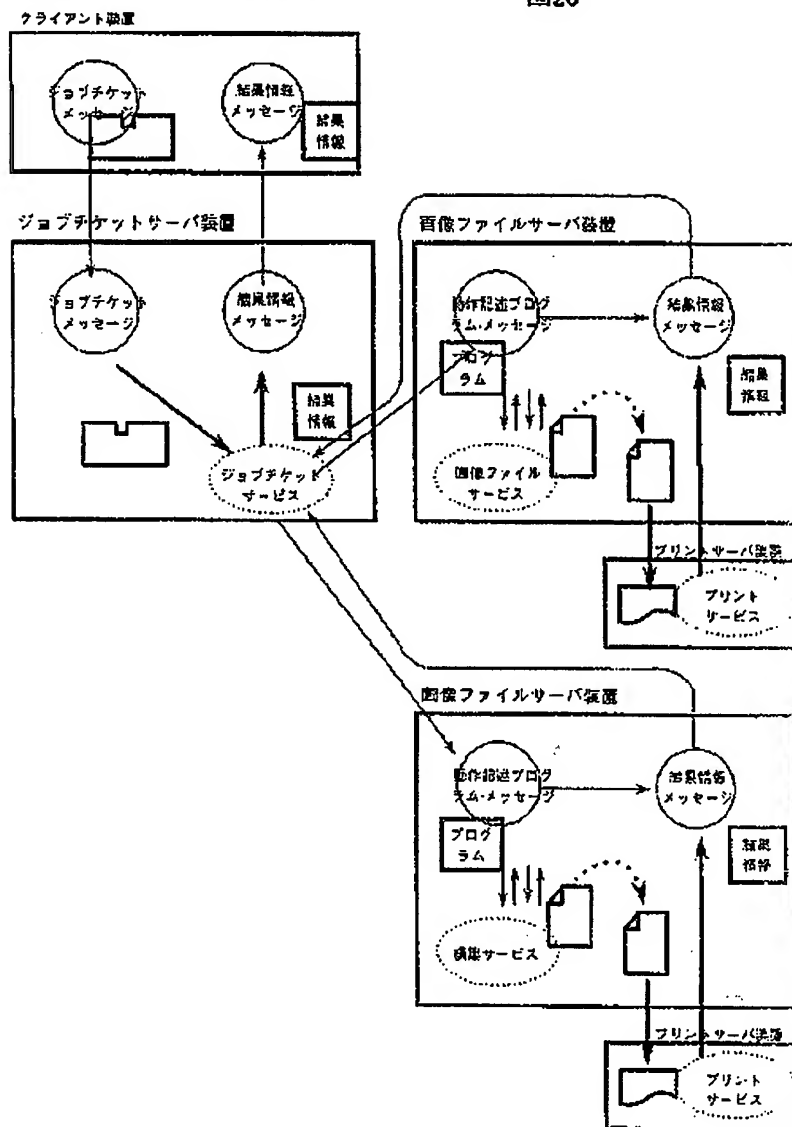 図20
クライアント装置
ジョブチケット
メッセージ
結果情報
メッセージ
結果
情報
ジョブチケットサーバ装置
ジョブチケット
メッセージ
結果情報
メッセージ
結果
情報
ジョブチケット
サービス
画像ファイルサーバ装置
動作記述プログ
ラム・メッセージ
結果情報
メッセージ
プログ
ラム
結果
情報
画像ファイル
サービス
プリントサーバ装置
プリント
サービス
画像ファイルサーバ装置
動作記述プログ
ラム・メッセージ
結果情報
メッセージ
プログ
ラム
結果
情報
サービス
プリントサーバ装置
プリント
サービス